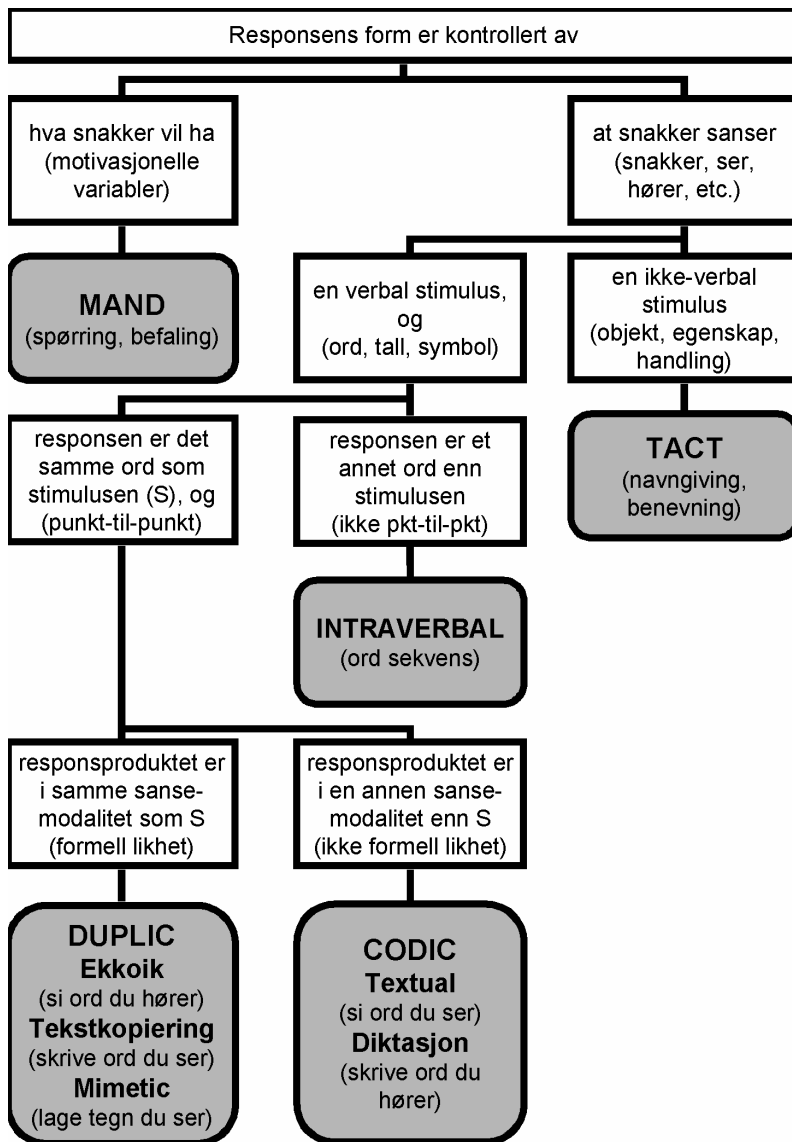 Responsens form er kontrollert av
hva snakker vil ha
(motivasjonelle
variabler)
at snakker sanser
(snakker, ser,
hører, etc.)
MAND
(spørring, befaling)
en verbal stimulus,
og
(ord, tall, symbol)
en ikke-verbal
stimulus
(objekt, egenskap,
handling)
responsen er det
samme ord som
stimulusen (S), og
(punkt-til-punkt)
responsen er et
annet ord enn
stimulusen
(ikke pkt-til-pkt)
TACT
(navngiving,
benevning)
INTRAVERBAL
(ord sekvens)
responsproduktet er
i samme sanse-
modalitet som S
(formell likhet)
responsproduktet er
i en annen sanse-
modalitet enn S
(ikke formell likhet)
DUPLIC
Ekkoik
(si ord du hører)
Tekstkopiering
(skrive ord du ser)
Mimetic
(lage tegn du ser)
CODIC
Textual
(si ord du ser)
Diktasjon
(skrive ord du
hører)